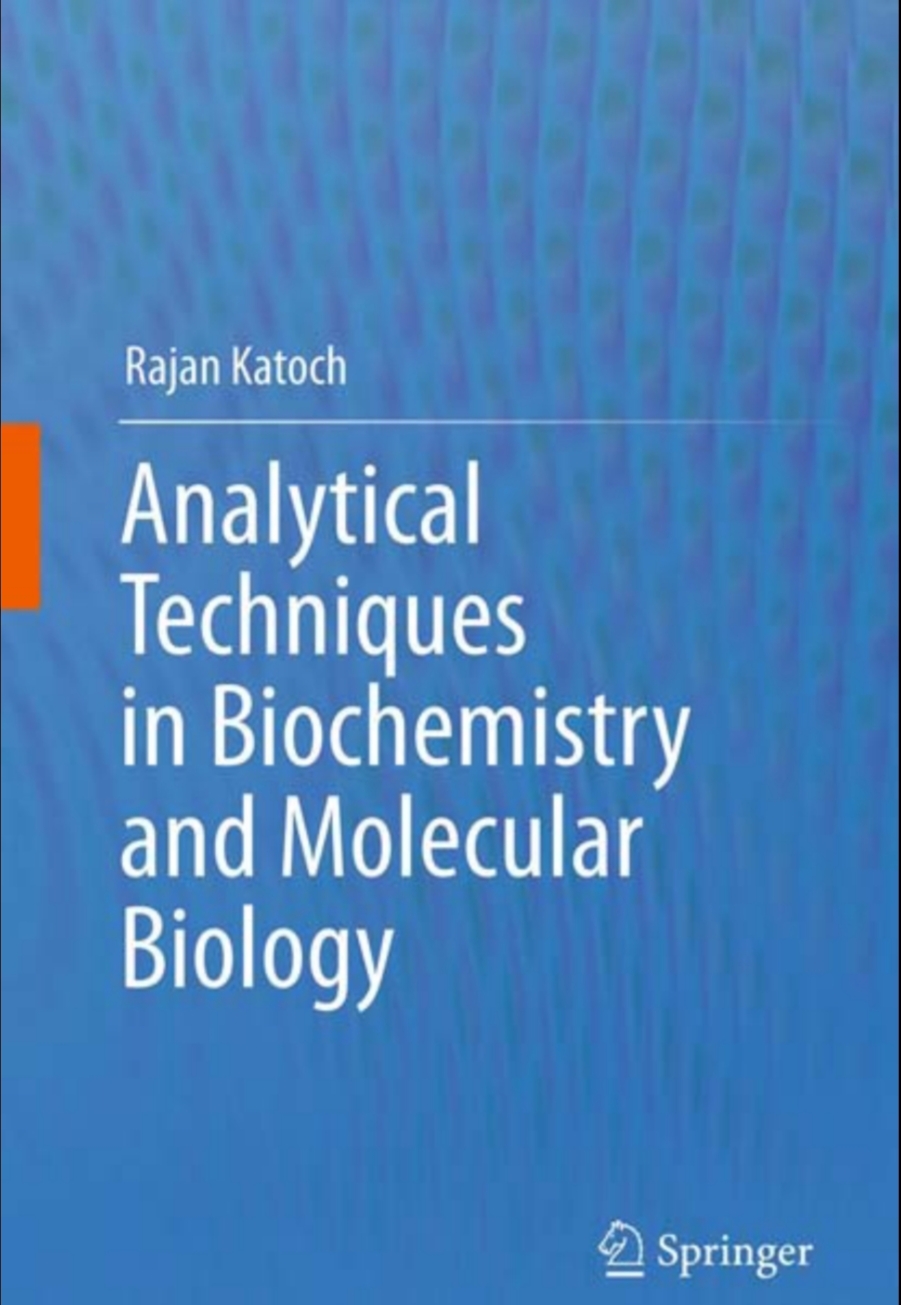 Rajan Katoch
Analytical
Techniques
in Biochemistry
and Molecular
Biology
Springer